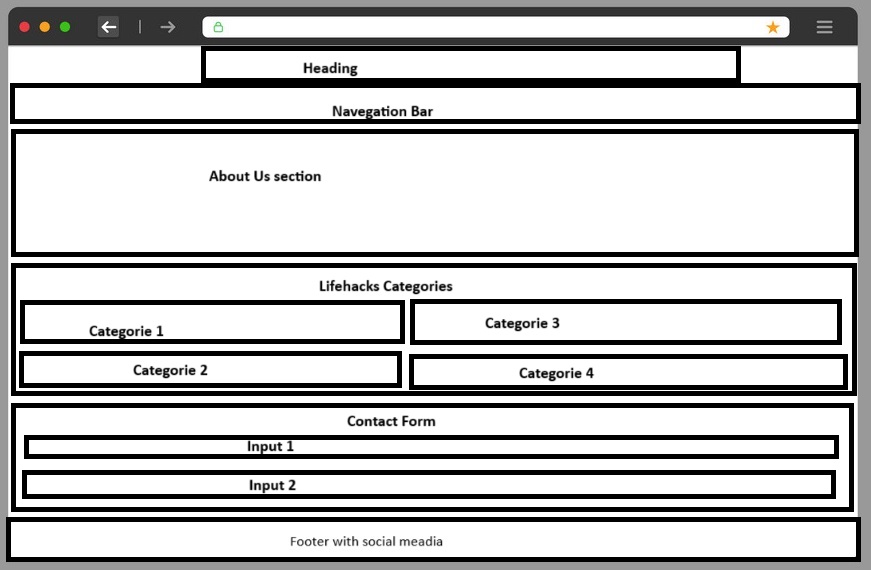 Heading
Navegation Bar
About Us section
Lifehacks Categories
Categorie 1
Categorie 3
Categorie 2
Categorie 4
Contact Form
Input 1
Input 2
Footer with social meadia